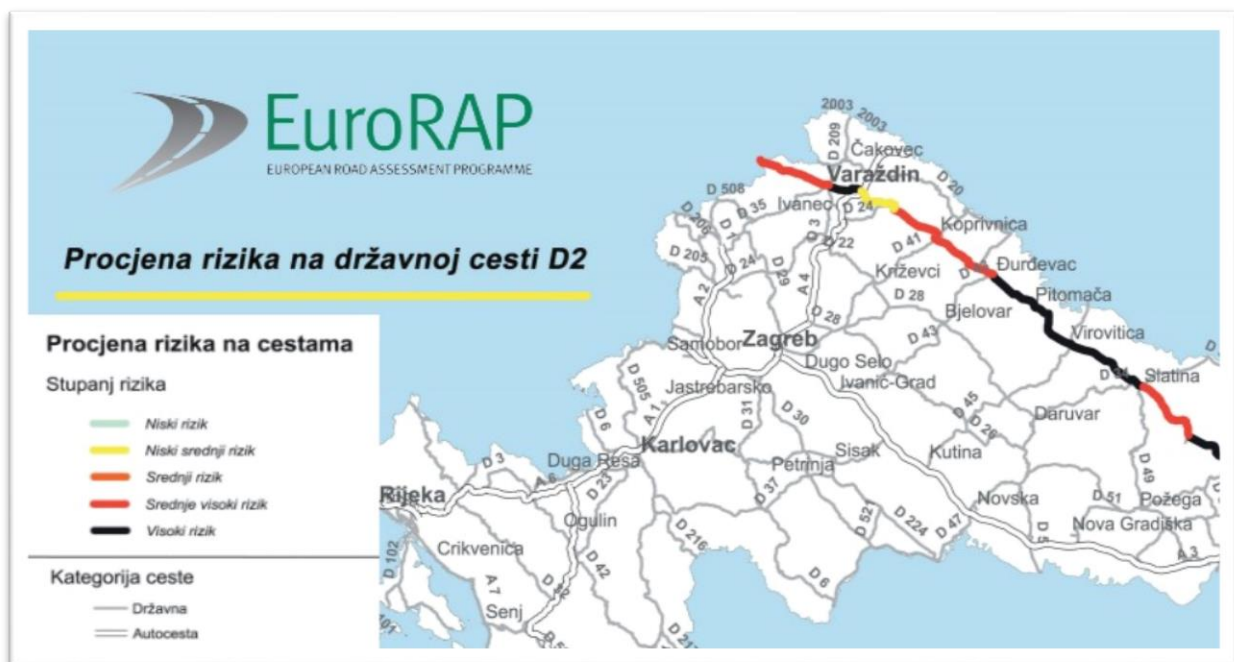 EuroRAP
EUROPEAN ROAD ASSESSMENT PROGRAMME
Procjena rizika na državnoj cesti D2
Procjena rizika na cestama
Stupanj rizika
Niski rizik
Niski srednji rizik
Srednji rizik
Srednje visoki rizik
Visoki rizik
Kategorija ceste
Državna
Autocesta
2003
2003
D 209
Čakovec
Varaždin
D 20
D 508
D 35
Ivanec
D 24
Koprivnica
D 206
D 1
D 22
D 41
D 205
D 24
D 29
A 4
Križevci
Đurđevac
A 2
D 28
Pitomača
Bjelovar
D 28
D 43
Virovitica
Samobor
Zagreb
Dugo Selo
Slatina
Jastrebarsko
Ivanić-Grad
D 505
D 45
Daruvar
D 6
A 1
D 31
D 30
D 26
Karlovac
Sisak
Kutina
D 3
Duga Resa
Petrinja
D 49
A 6
D 23
D 37
Rijeka
Novska
D 51
Požega
Ogulin
D 224
D 47
D 5
Nova Gradiška
Crikvenica
D 216
A 3
D 102
D 42
D 6
A 7
Senj